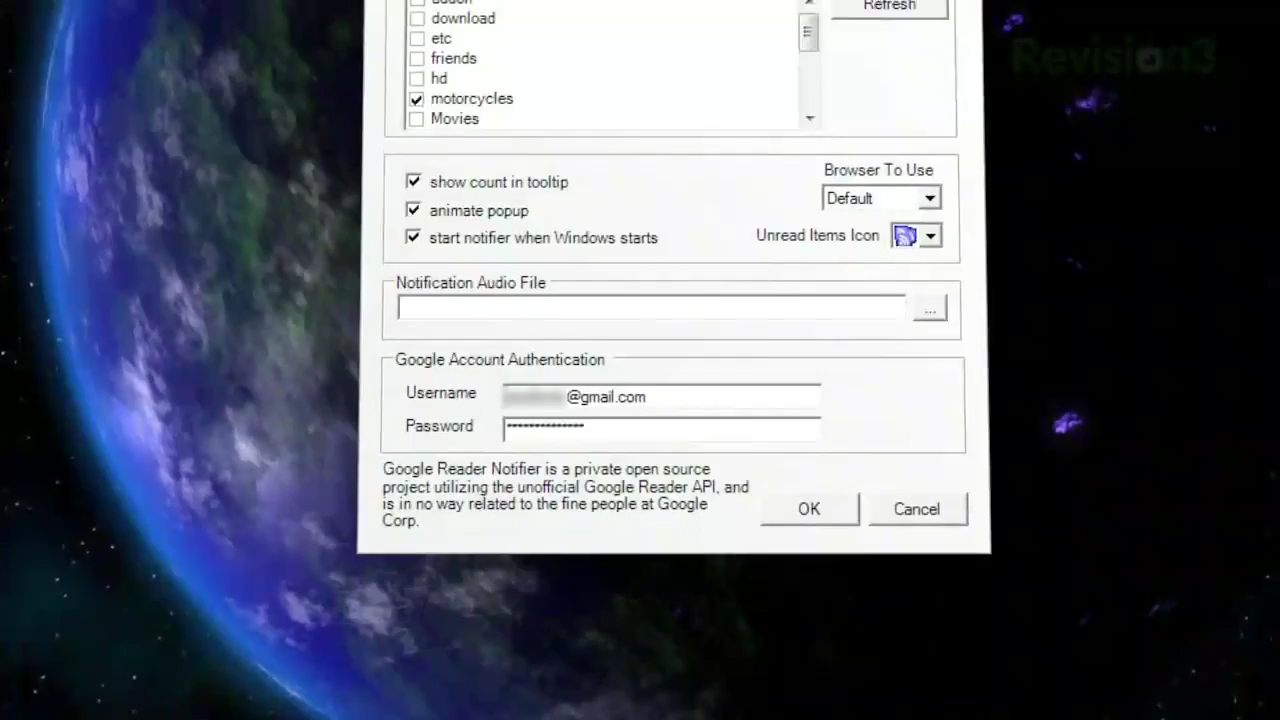 addon
Refresh
download
etc
friends
hd
motorcycles
Movies
Revision3
show count in tooltip
Browser To Use
Default
animate popup
start notifier when Windows starts
Unread Items Icon
Notification Audio File
...
Google Account Authentication
Username
@gmail.com
Password
Google Reader Notifier is a private open source
project utilizing the unofficial Google Reader API, and
is in no way related to the fine people at Google
Corp.
OK
Cancel